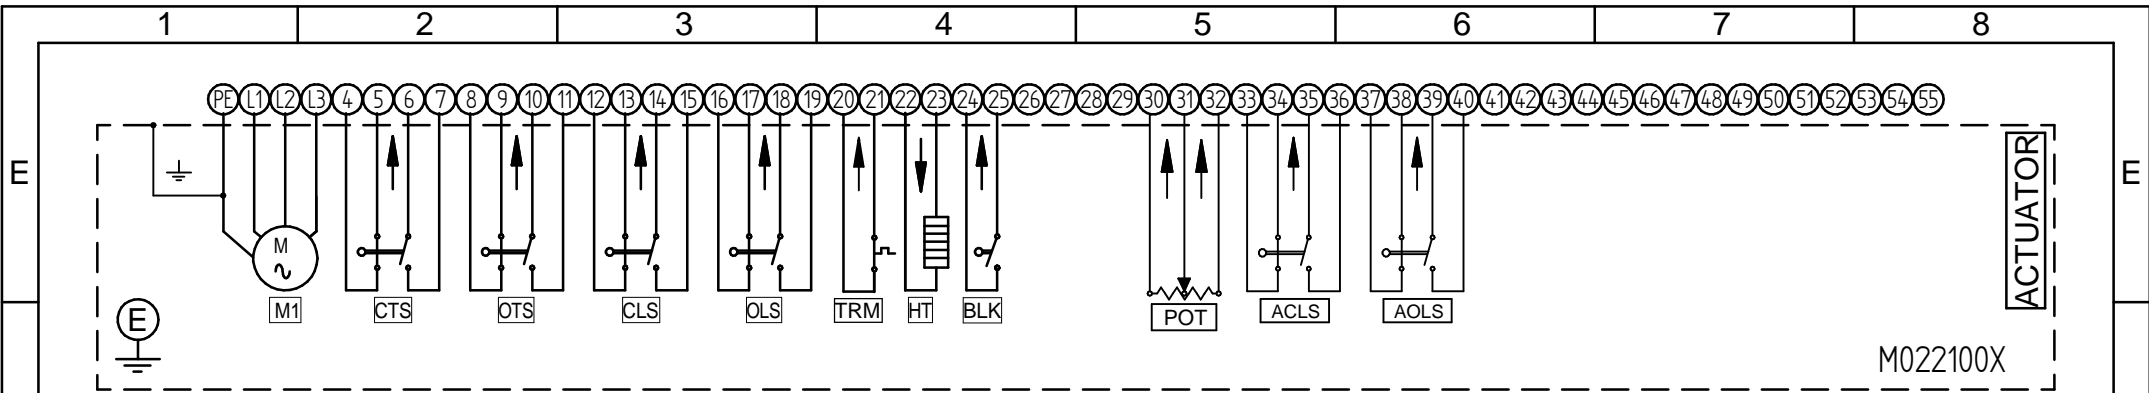 1 2 3 4 5 6 7 8
PE L1 L2 L3 4 5 6 7 8 9 10 11 12 13 14 15 16 17 18 19 20 21 22 23 24 25 26 27 28 29 30 31 32 33 34 35 36 37 38 39 40 41 42 43 44 45 46 47 48 49 50 51 52 53 54 55
E E
ACTUATOR
M
M1 CTS OTS CLS OLS TRM HT BLK POT ACLS AOLS
E
M022100X